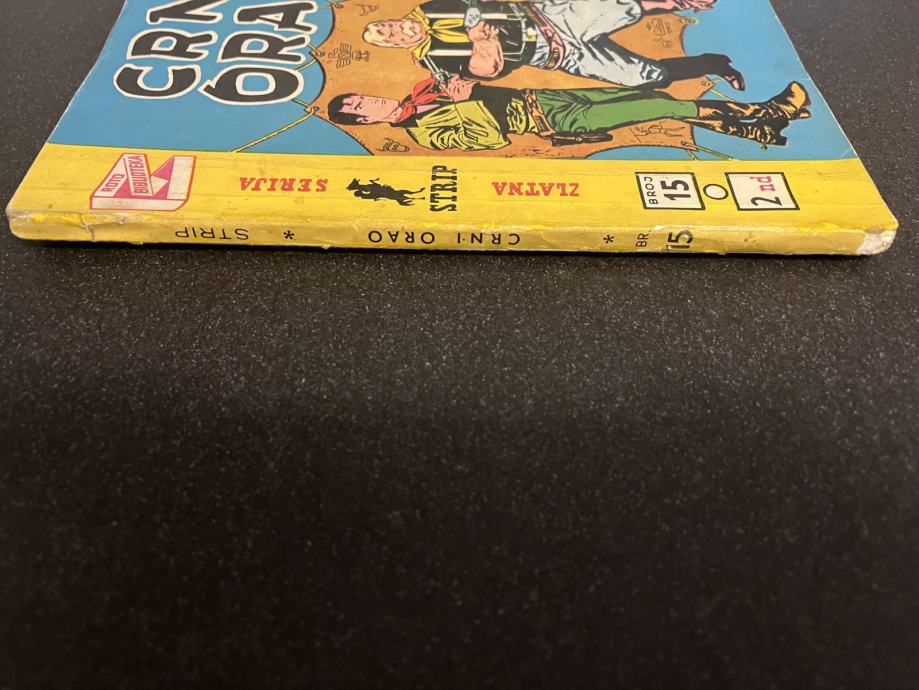 CRN
ORA
ROTO
BIBLIOTEKA
SERIJA
STRIP
ZLATNA
BROJ
15
2 nd
STRIP * CRNI ORAO * BR. 15